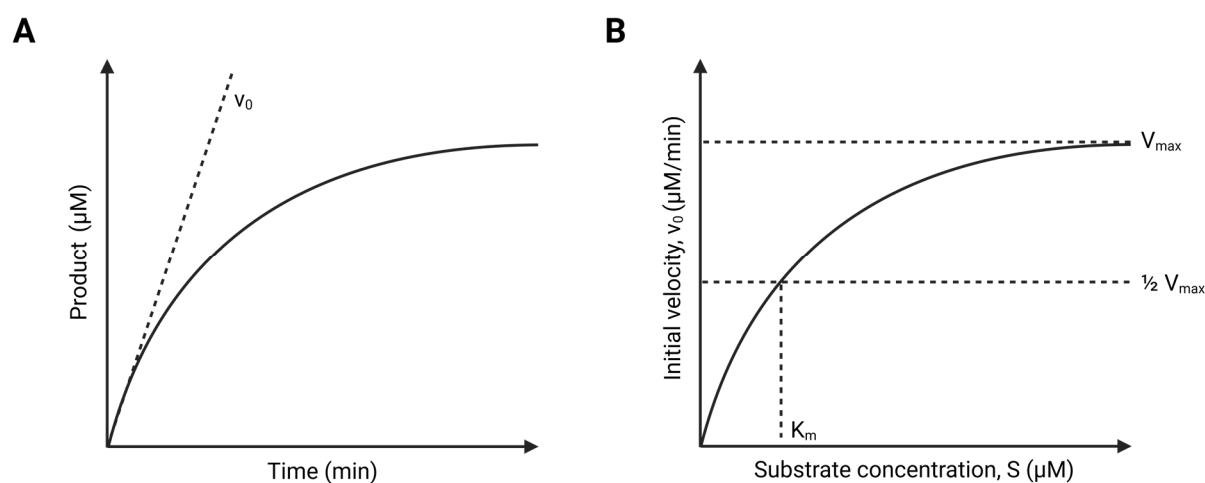 A
B
v₀
Product (µM)
Time (min)
Initial velocity, v₀ (µM/min)
Vₘₐₓ
½ Vₘₐₓ
Kₘ
Substrate concentration, S (µM)